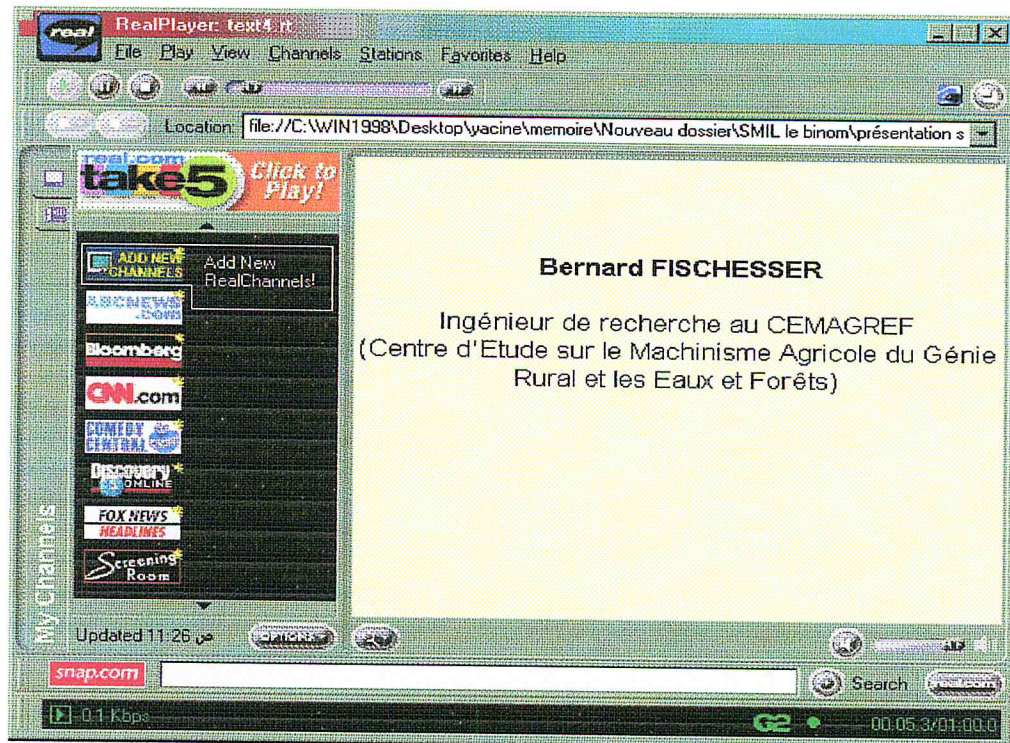 real
RealPlayer: text4.rt
File Play View Channels Stations Favorites Help
Location: file://C:\WIN1998\Desktop\yacine\memoire\Nouveau dossier\SMIL le binom\présentation s
real.com
take5
Click to
Play!
ADD NEW
CHANNELS
Add New
RealChannels!
ABCNEWS
.com
Bloomberg
CNN.com
COMEDY
CENTRAL
Discovery
ONLINE
FOX NEWS
HEADLINES
Screening
Room
My Channels
Bernard FISCHESSER
Ingénieur de recherche au CEMAGREF
(Centre d'Etude sur le Machinisme Agricole du Génie
Rural et les Eaux et Forêts)
Updated 11:26 ص
OPTIONS
snap.com
Search
0.1 Kbps
G2
00:05.3/01:00.0